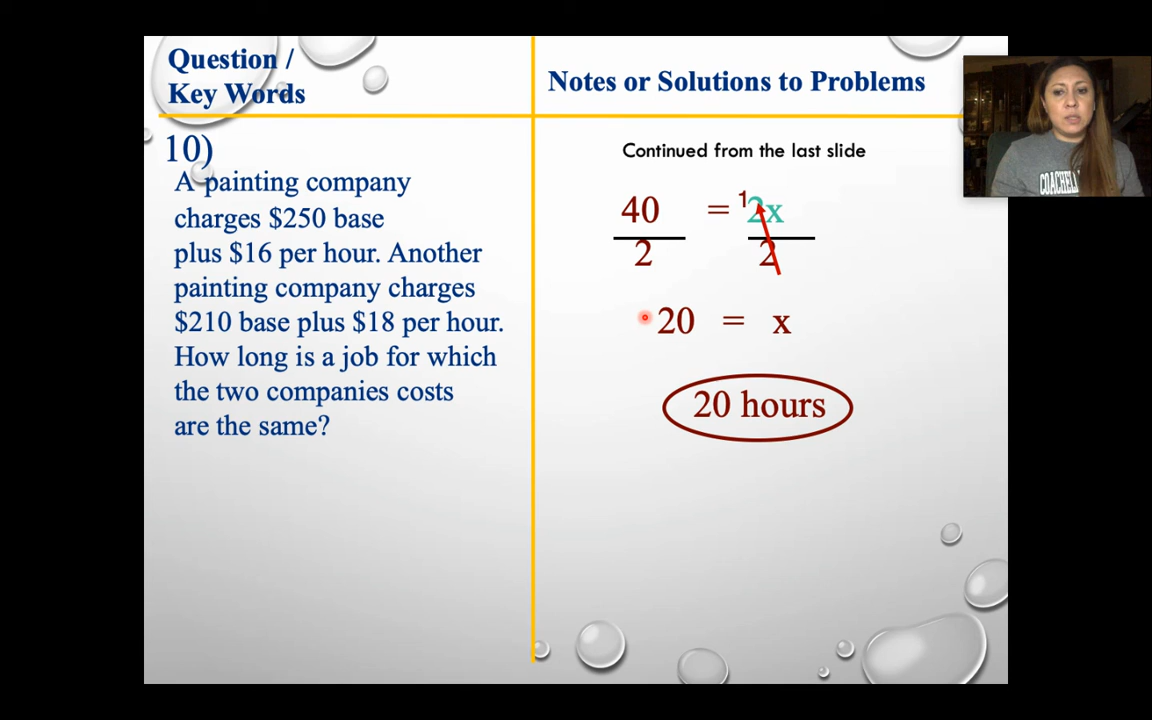 Question /
Key Words
Notes or Solutions to Problems
10)
A painting company
charges $250 base
plus $16 per hour. Another
painting company charges
$210 base plus $18 per hour.
How long is a job for which
the two companies costs
are the same?
Continued from the last slide
40 = 1 2x
2 2
20 = x
20 hours
COACHELLA